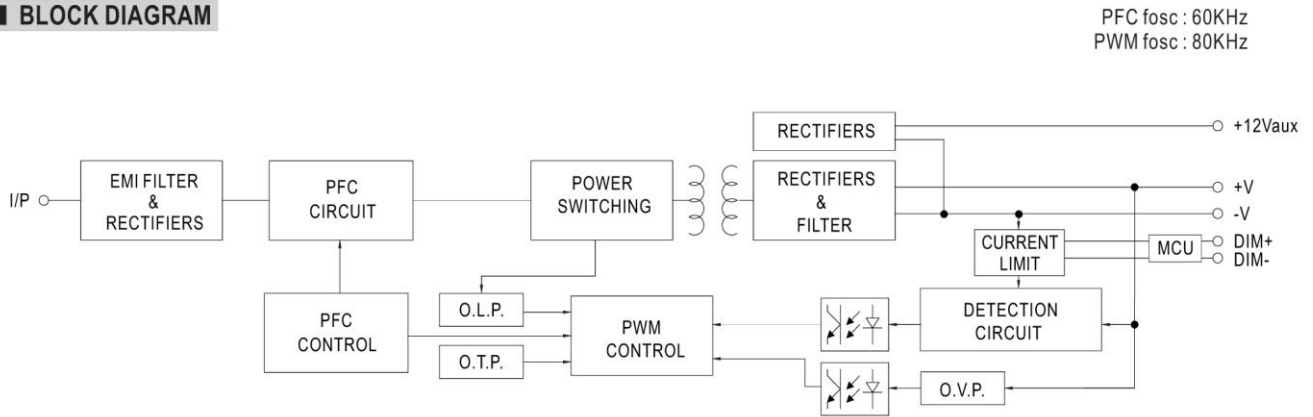 BLOCK DIAGRAM
PFC fosc : 60KHz
PWM fosc : 80KHz
I/P
EMI FILTER
&
RECTIFIERS
PFC
CIRCUIT
POWER
SWITCHING
RECTIFIERS
RECTIFIERS
&
FILTER
+12Vaux
+V
-V
CURRENT
LIMIT
MCU
DIM+
DIM-
PFC
CONTROL
O.L.P.
O.T.P.
PWM
CONTROL
DETECTION
CIRCUIT
O.V.P.